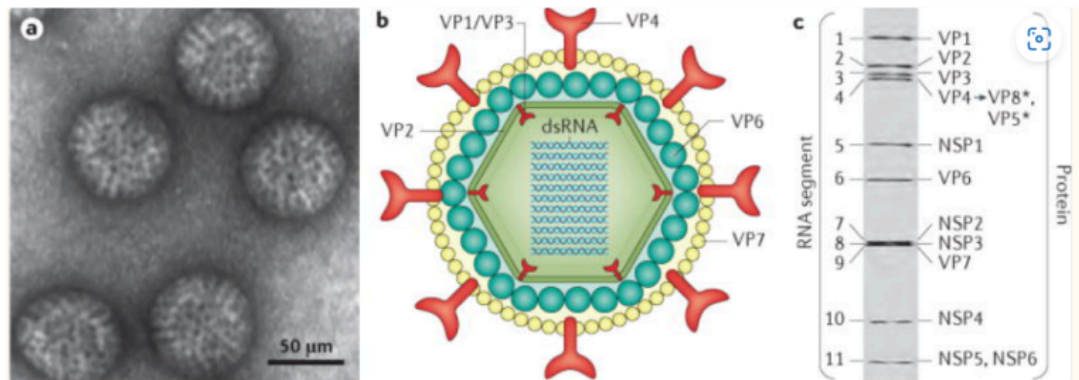 a
50 μm
b
VP1/VP3
VP4
VP2
dsRNA
VP6
VP7
c
RNA segment
1
2
3
4
5
6
7
8
9
10
11
VP1
VP2
VP3
VP4→VP8*,
VP5*
NSP1
VP6
NSP2
NSP3
VP7
NSP4
NSP5, NSP6
Protein